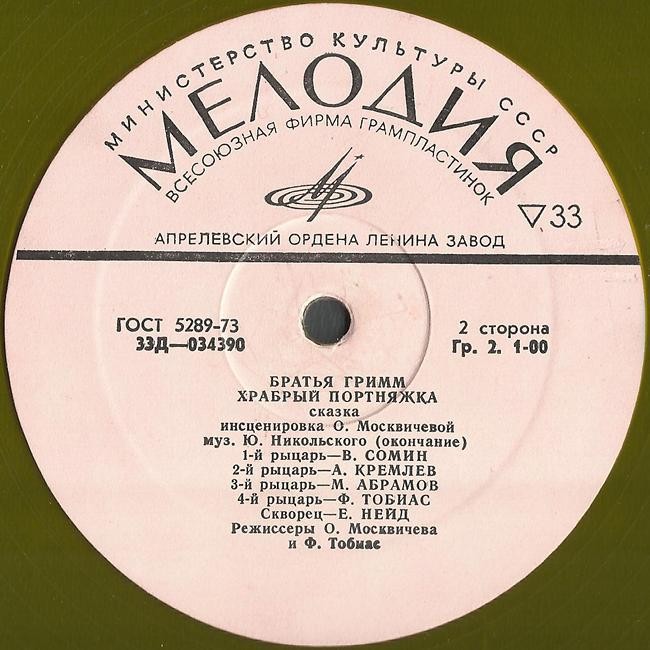 МИНИСТЕРСТВО КУЛЬТУРЫ СССР
МЕЛОДИЯ
ВСЕСОЮЗНАЯ ФИРМА ГРАМПЛАСТИНОК
▽33
АПРЕЛЕВСКИЙ ОРДЕНА ЛЕНИНА ЗАВОД
ГОСТ 5289-73
33Д—034390
2 сторона
Гр. 2. 1-00
БРАТЬЯ ГРИММ
ХРАБРЫЙ ПОРТНЯЖКА
сказка
инсценировка О. Москвичевой
муз. Ю. Никольского (окончание)
1-й рыцарь—В. СОМИН
2-й рыцарь—А. КРЕМЛЕВ
3-й рыцарь—М. АБРАМОВ
4-й рыцарь—Ф. ТОБИАС
Скворец—Е. НЕЙД
Режиссеры О. Москвичева
и Ф. Тобиас